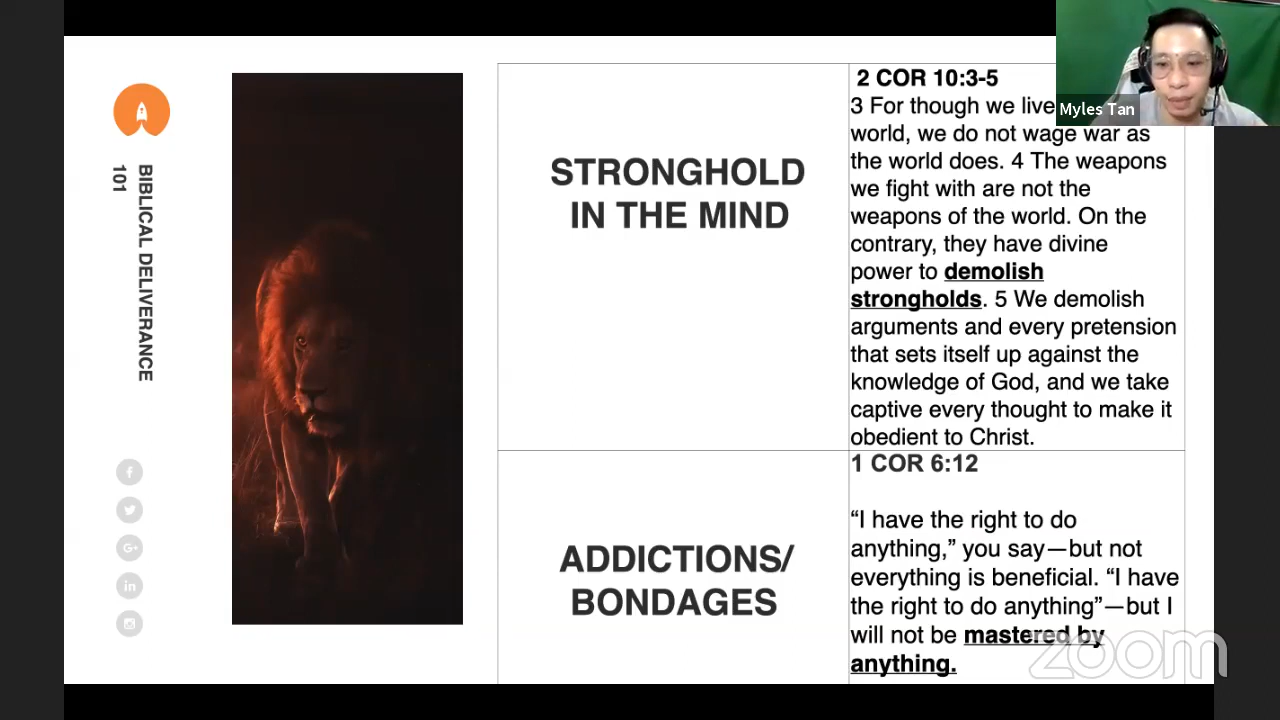 BIBLICAL DELIVERANCE
101
STRONGHOLD
IN THE MIND
2 COR 10:3-5
3 For though we live
world, we do not wage war as
the world does. 4 The weapons
we fight with are not the
weapons of the world. On the
contrary, they have divine
power to demolish
strongholds. 5 We demolish
arguments and every pretension
that sets itself up against the
knowledge of God, and we take
captive every thought to make it
obedient to Christ.
ADDICTIONS/
BONDAGES
1 COR 6:12
“I have the right to do
anything,” you say—but not
everything is beneficial. “I have
the right to do anything”—but I
will not be mastered by
anything.
Myles Tan
zoom
f
G+
in